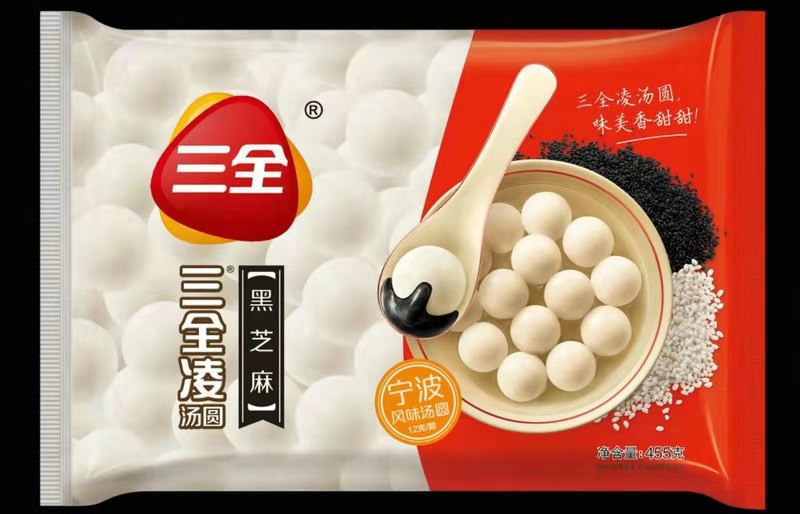 三全
®
三全凌®
汤圆
【黑芝麻】
三全凌汤圆,
味美香甜甜!
宁波
风味汤圆
12克/颗
净含量:455克